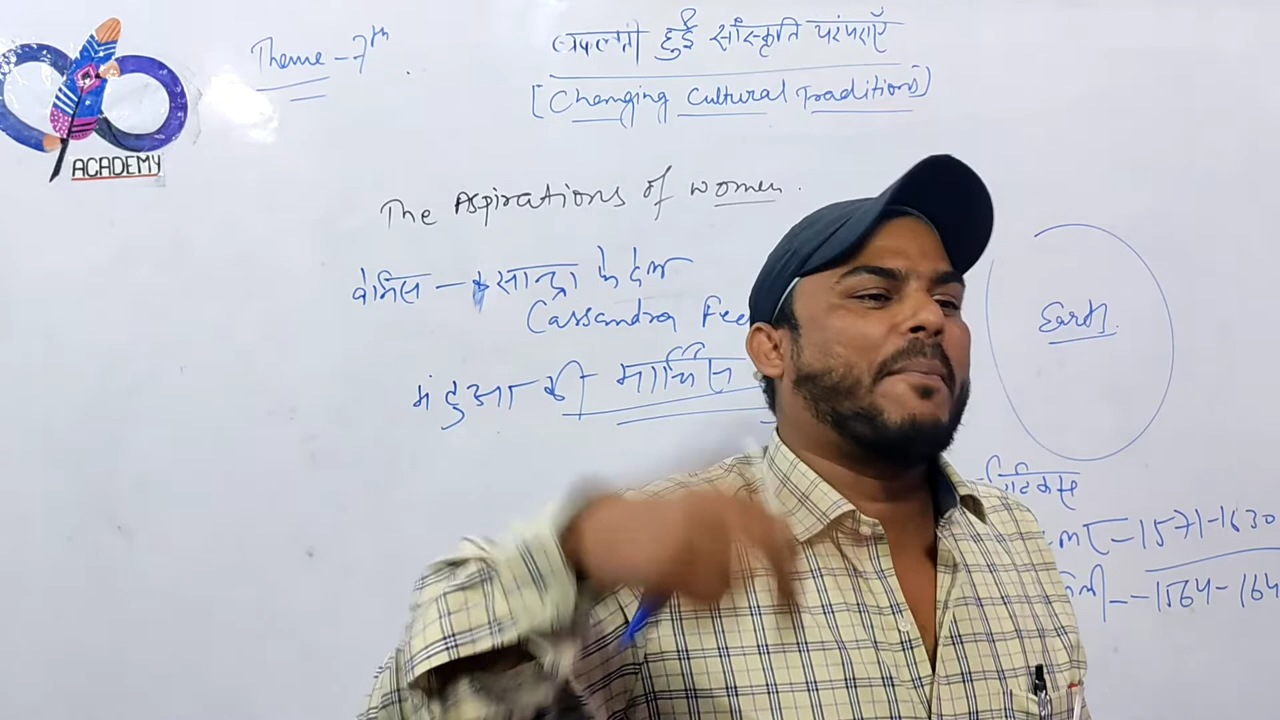 ACADEMY
Theme - 7th.
बदलती हुई साँस्कृति परंपराएँ
[Changing Cultural Traditions]
The Aspirations of women.
वेनिस - सान्द्रा फेदेल
Cassandra Fee
मंटुआ की मार्चिसा
Earth.
- 1571-1630
- 1564 - 164